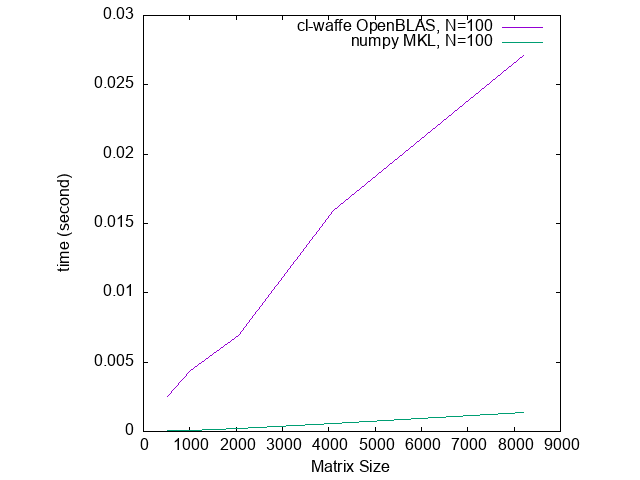 cl-waffe OpenBLAS, N=100
numpy MKL, N=100
0.03
0.025
0.02
0.015
0.01
0.005
0
time (second)
0 1000 2000 3000 4000 5000 6000 7000 8000 9000
Matrix Size